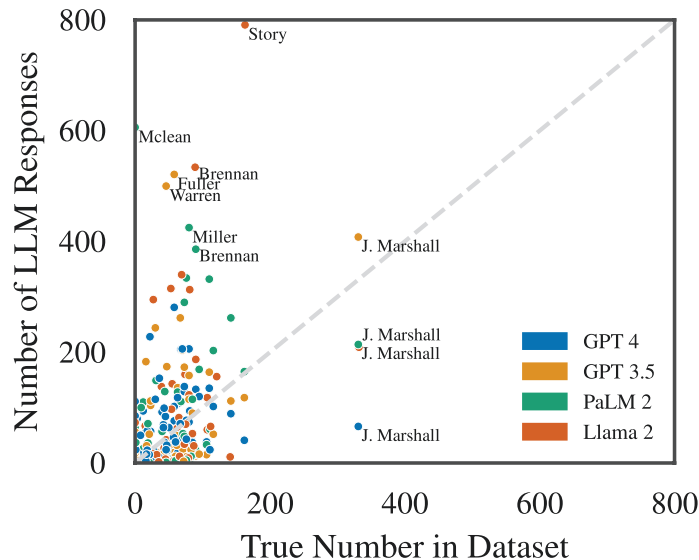 Number of LLM Responses
800
600
400
200
0
Story
Mclean
Brennan
Fuller
Warren
Miller
Brennan
J. Marshall
J. Marshall
J. Marshall
J. Marshall
GPT 4
GPT 3.5
PaLM 2
Llama 2
0 200 400 600 800
True Number in Dataset